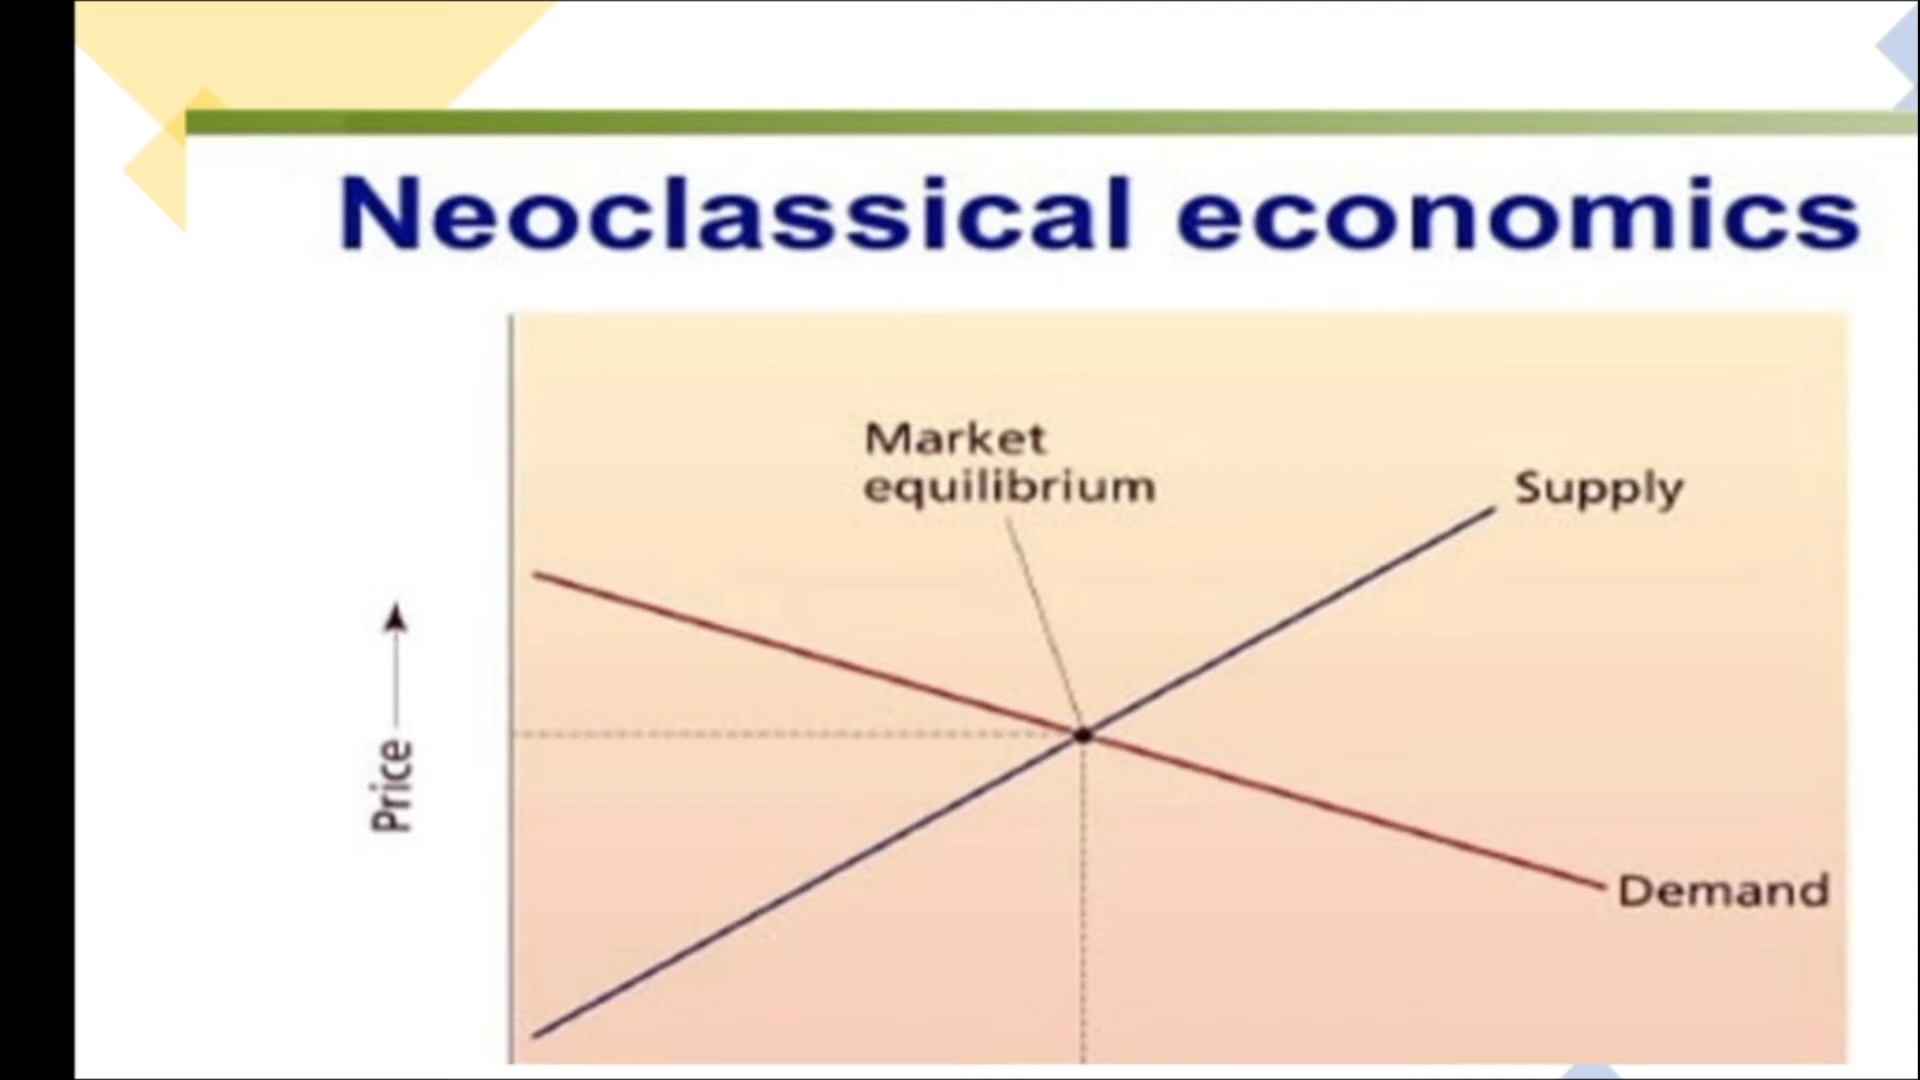 Neoclassical economics
Market
equilibrium
Supply
Price
Demand